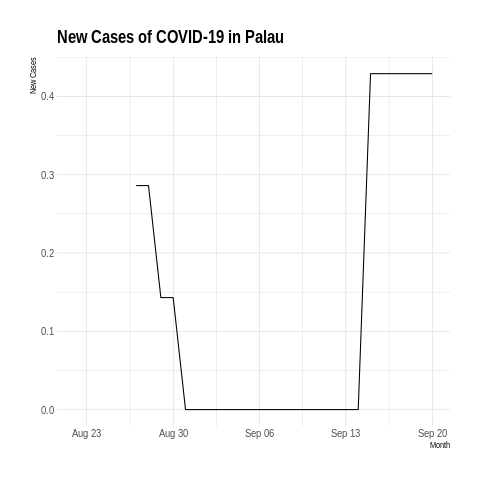 New Cases of COVID-19 in Palau
New Cases
0.4
0.3
0.2
0.1
0.0
Aug 23 Aug 30 Sep 06 Sep 13 Sep 20
Month